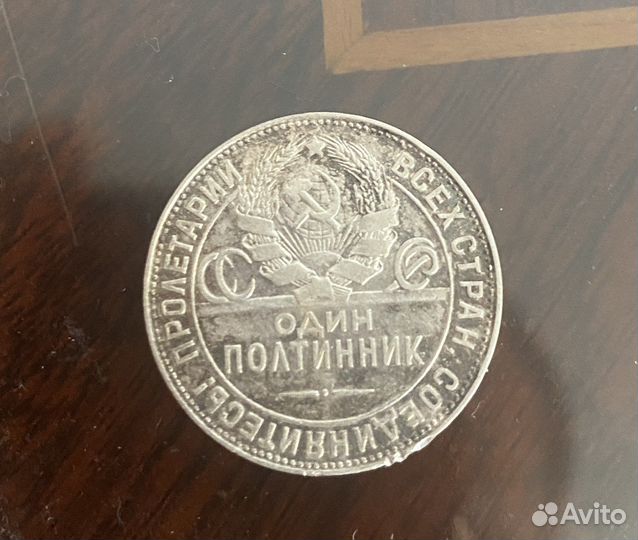 ПРОЛЕТАРИИ ВСЕХ СТРАН, СОЕДИНЯЙТЕСЬ!
СС СР
ОДИН
ПОЛТИННИК
Avito